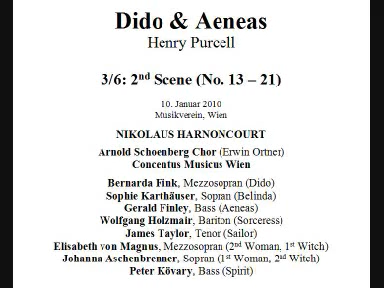 Dido & Aeneas
Henry Purcell
3/6: 2nd Scene (No. 13 – 21)
10. Januar 2010
Musikverein, Wien
NIKOLAUS HARNONCOURT
Arnold Schoenberg Chor (Erwin Ortner)
Concentus Musicus Wien
Bernarda Fink, Mezzosopran (Dido)
Sophie Karthäuser, Sopran (Belinda)
Gerald Finley, Bass (Aeneas)
Wolfgang Holzmair, Bariton (Sorceress)
James Taylor, Tenor (Sailor)
Elisabeth von Magnus, Mezzosopran (2nd Woman, 1st Witch)
Johanna Aschenbrenner, Sopran (1st Woman, 2nd Witch)
Peter Kövary, Bass (Spirit)